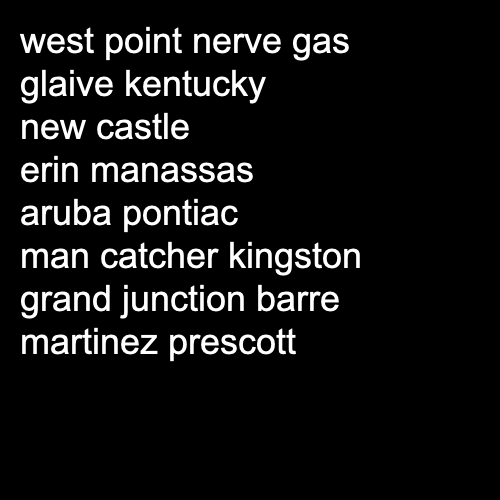 west point nerve gas
glaive kentucky
new castle
erin manassas
aruba pontiac
man catcher kingston
grand junction barre
martinez prescott